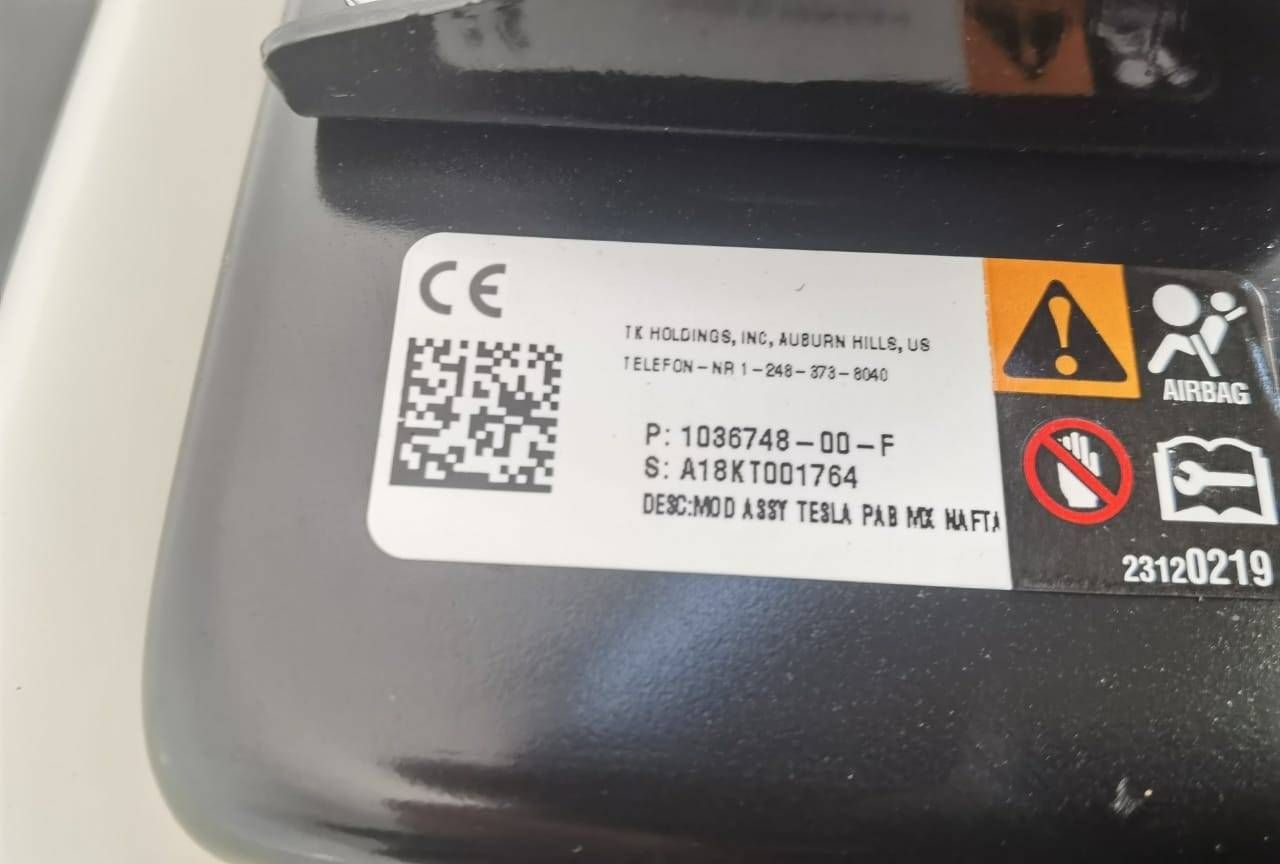 CE
TK HOLDINGS, INC, AUBURN HILLS, US
TELEFON-NR 1-248-373-8040
P: 1036748-00-F
S: A18KT001764
DESC:MOD ASSY TESLA PAB MX NAFTA
AIRBAG
23120219